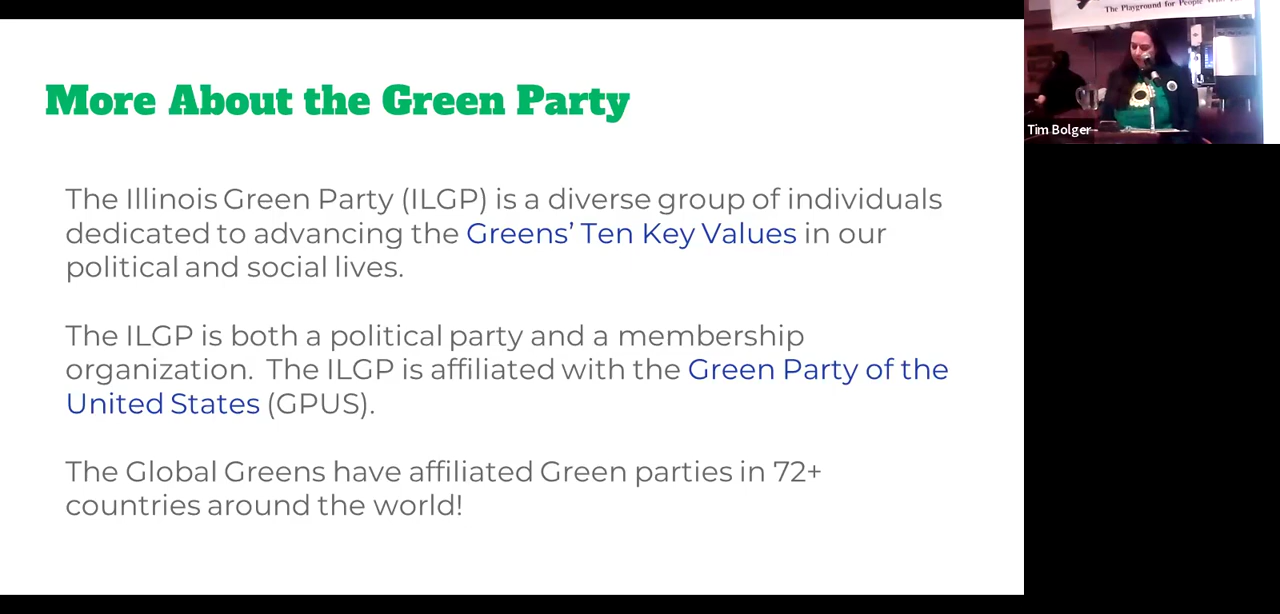 More About the Green Party
The Illinois Green Party (ILGP) is a diverse group of individuals
dedicated to advancing the Greens’ Ten Key Values in our
political and social lives.
The ILGP is both a political party and a membership
organization.  The ILGP is affiliated with the Green Party of the
United States (GPUS).
The Global Greens have affiliated Green parties in 72+
countries around the world!
The Playground for People
Tim Bolger